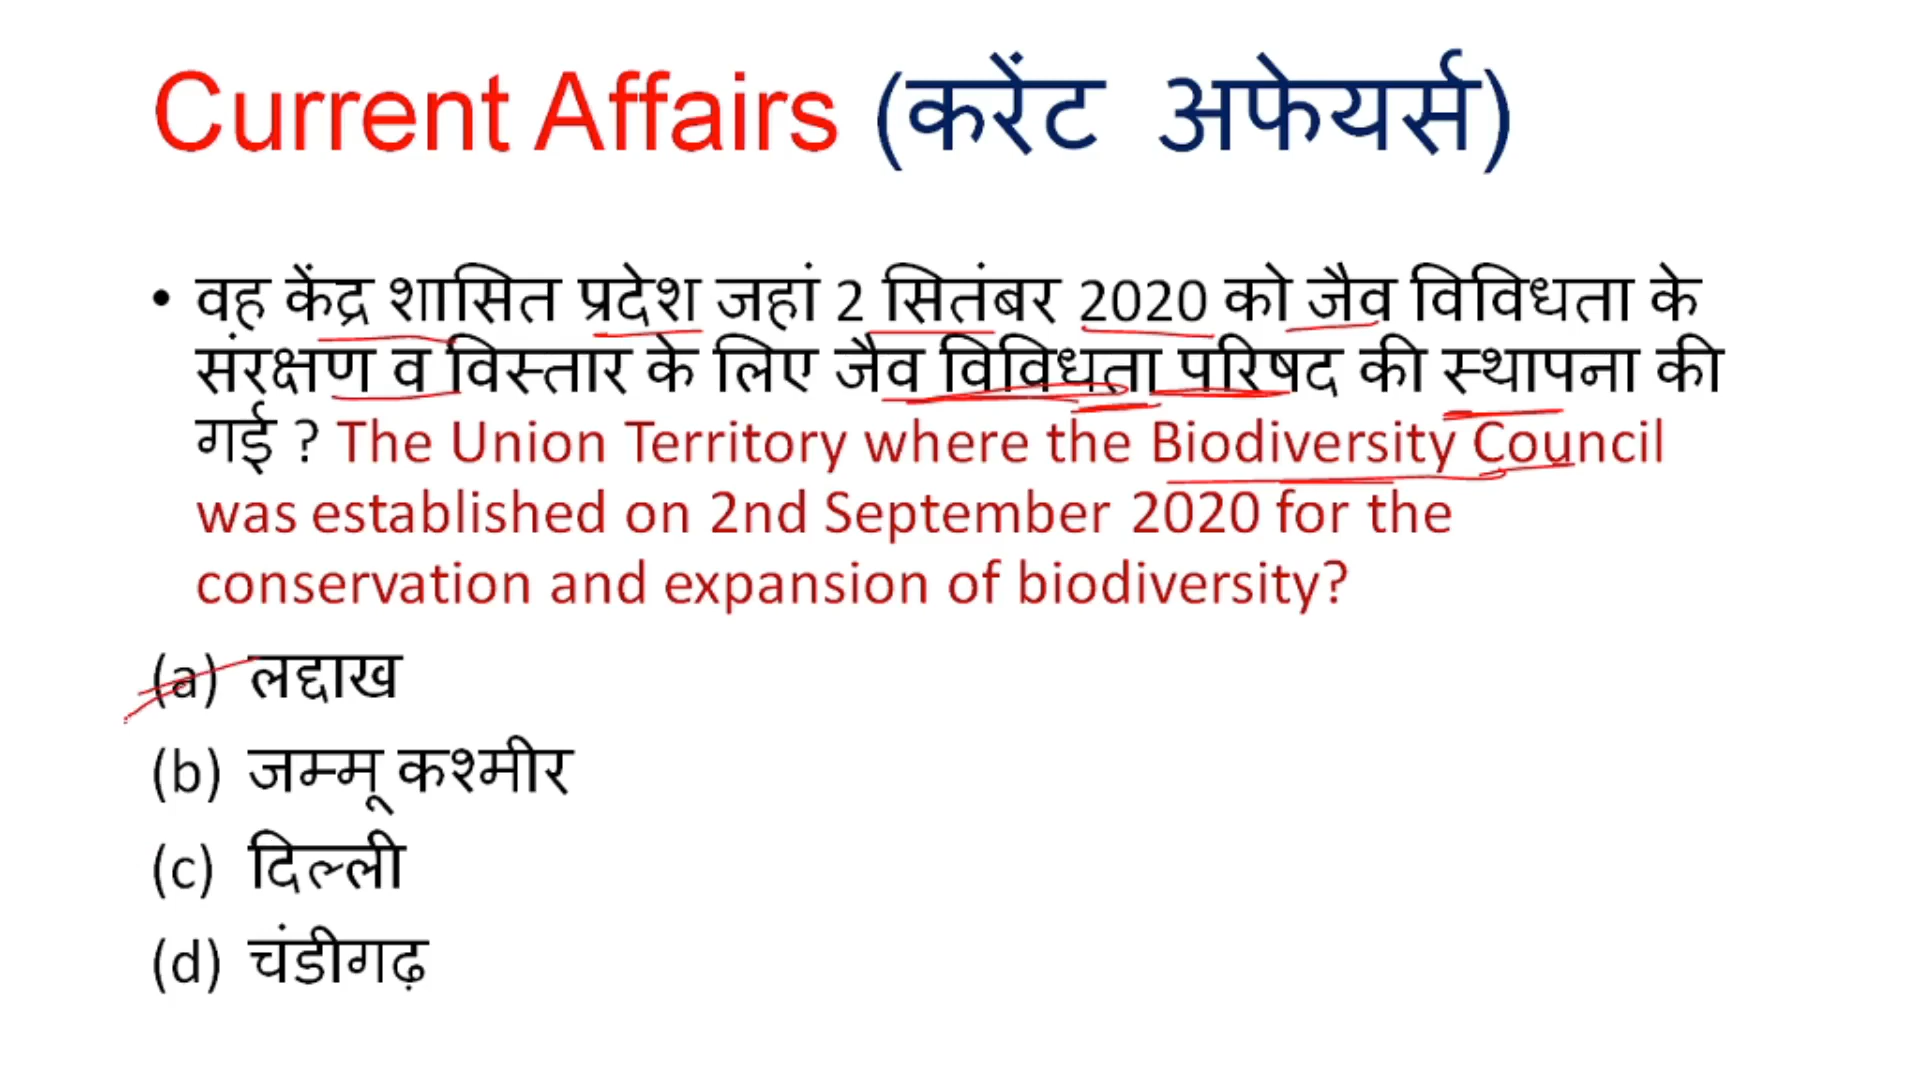 Current Affairs (करेंट अफेयर्स)
• वह केंद्र शासित प्रदेश जहां 2 सितंबर 2020 को जैव विविधता के
संरक्षण व विस्तार के लिए जैव विविधता परिषद की स्थापना की
गई ? The Union Territory where the Biodiversity Council
was established on 2nd September 2020 for the
conservation and expansion of biodiversity?
(a) लद्दाख
(b) जम्मू कश्मीर
(c) दिल्ली
(d) चंडीगढ़